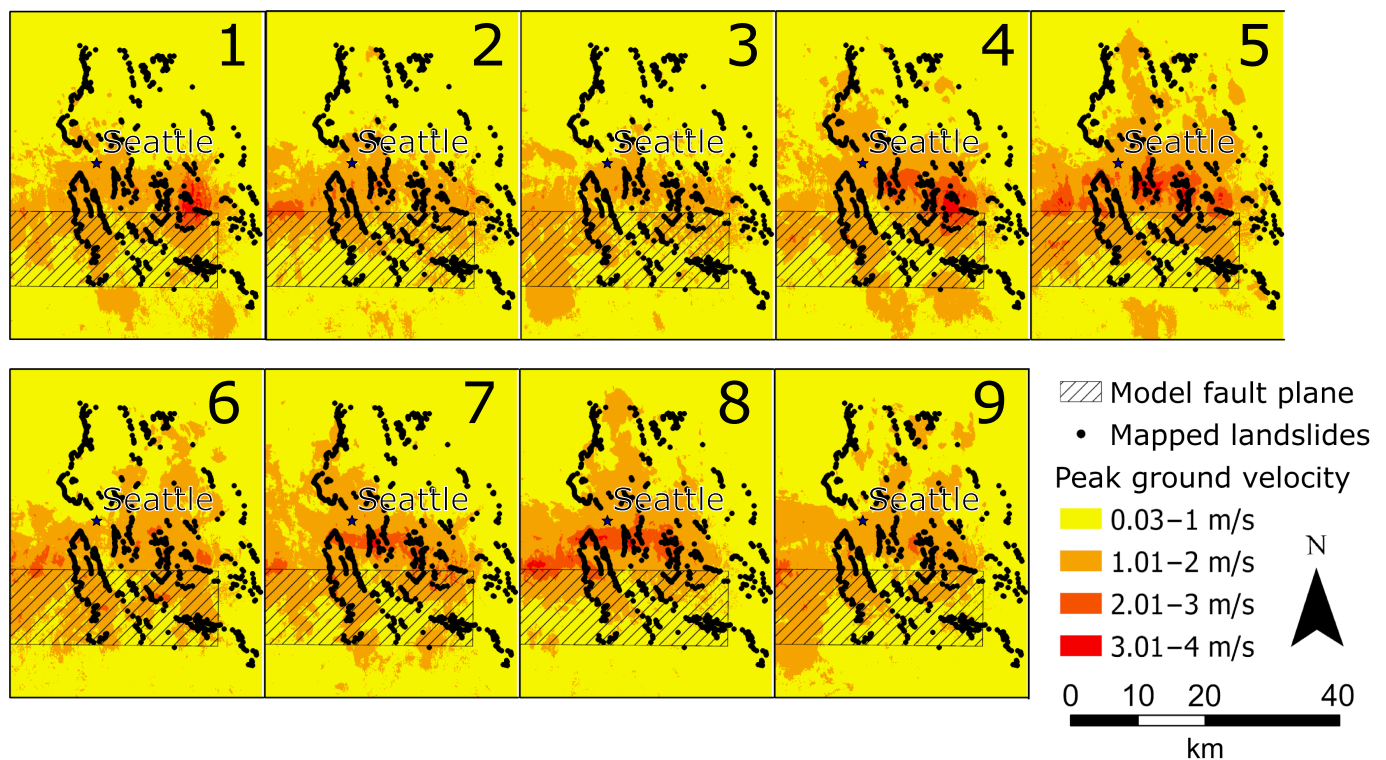 1
2
3
4
5
Seattle
Seattle
Seattle
Seattle
Seattle
6
7
8
9
Seattle
Seattle
Seattle
Seattle
Model fault plane
Mapped landslides
Peak ground velocity
0.03–1 m/s
1.01–2 m/s
2.01–3 m/s
3.01–4 m/s
N
0 10 20 40
km